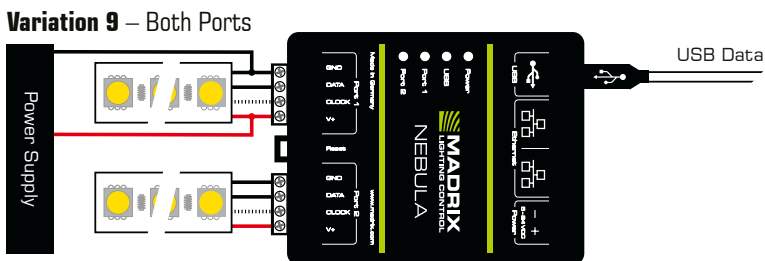 Variation 9 – Both Ports
Power Supply
GND
DATA
CLOCK
V+
Port 1
Made in Germany
Reset
GND
DATA
CLOCK
V+
Port 2
www.madrix.com
Port 2
Port 1
USB
Power
MADRIX
LIGHTING CONTROL
NEBULA
USB
Ethernet
5-24 VDC
Power
- +
USB Data